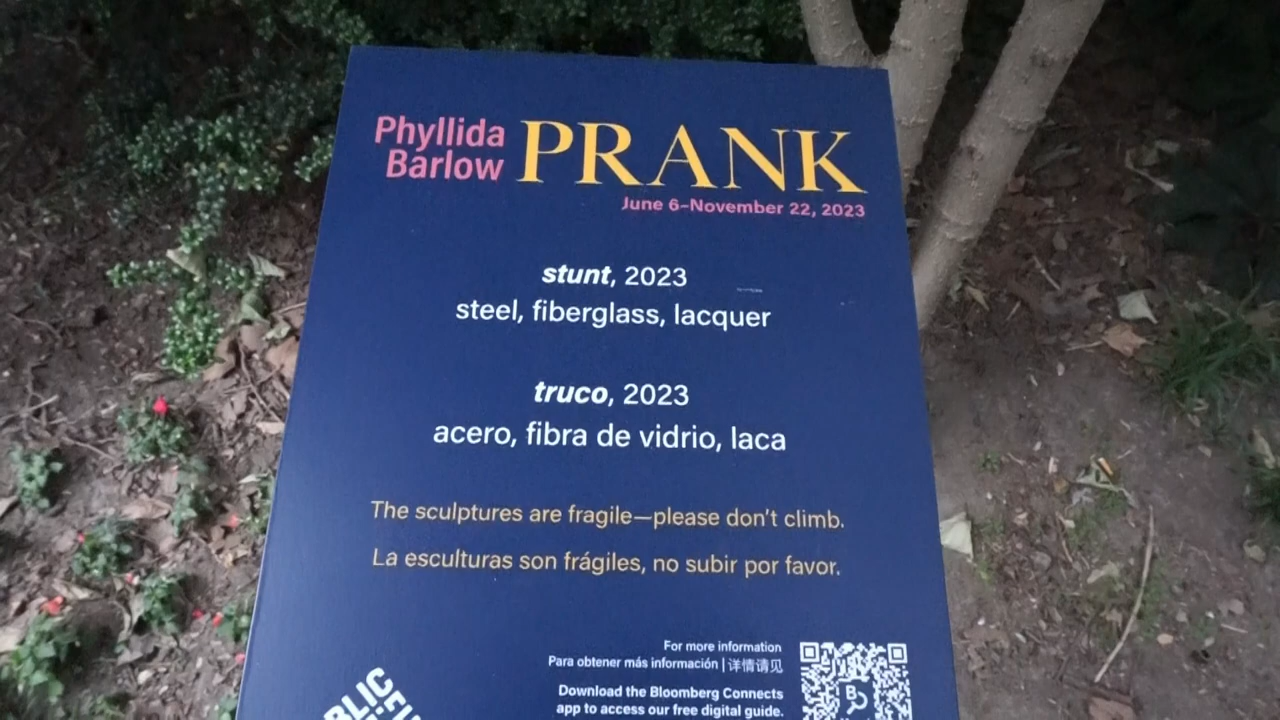 Phyllida
Barlow
PRANK
June 6–November 22, 2023
stunt, 2023
steel, fiberglass, lacquer
truco, 2023
acero, fibra de vidrio, laca
The sculptures are fragile—please don't climb.
La esculturas son frágiles, no subir por favor.
For more information
Para obtener más información | 详情请见
Download the Bloomberg Connects
app to access our free digital guide.